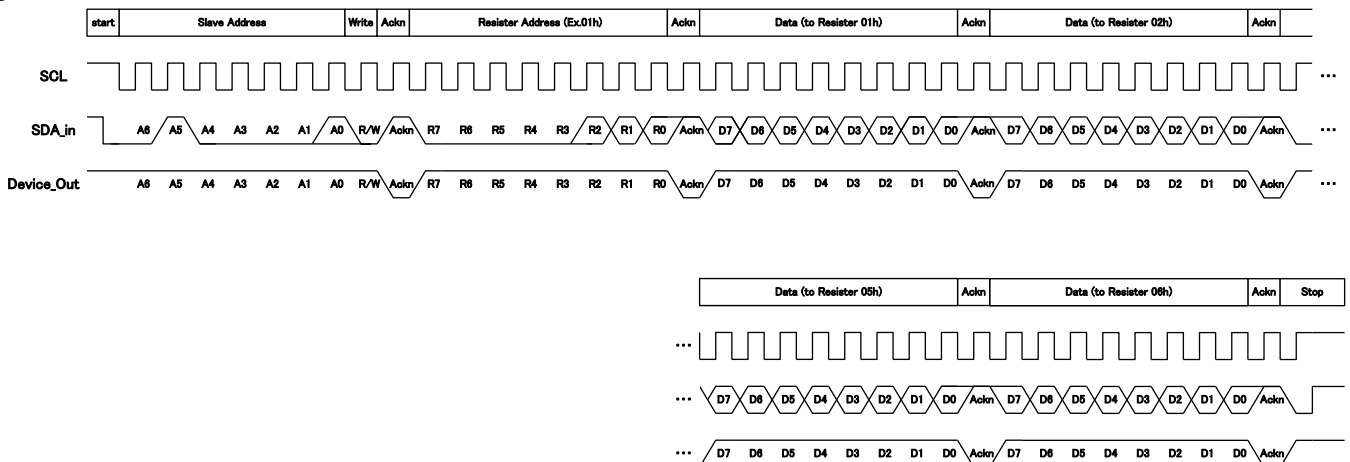 start Slave Address Write Ackn Resister Address (Ex.01h) Ackn Data (to Resister 01h) Ackn Data (to Resister 02h) Ackn
SCL ...
SDA_in A6 A5 A4 A3 A2 A1 A0 R/W Ackn R7 R6 R5 R4 R3 R2 R1 R0 Ackn D7 D6 D5 D4 D3 D2 D1 D0 Ackn D7 D6 D5 D4 D3 D2 D1 D0 Ackn ...
Device_Out A6 A5 A4 A3 A2 A1 A0 R/W Ackn R7 R6 R5 R4 R3 R2 R1 R0 Ackn D7 D6 D5 D4 D3 D2 D1 D0 Ackn D7 D6 D5 D4 D3 D2 D1 D0 Ackn ...
Data (to Resister 05h) Ackn Data (to Resister 06h) Ackn Stop
...
... D7 D6 D5 D4 D3 D2 D1 D0 Ackn D7 D6 D5 D4 D3 D2 D1 D0 Ackn
... D7 D6 D5 D4 D3 D2 D1 D0 Ackn D7 D6 D5 D4 D3 D2 D1 D0 Ackn